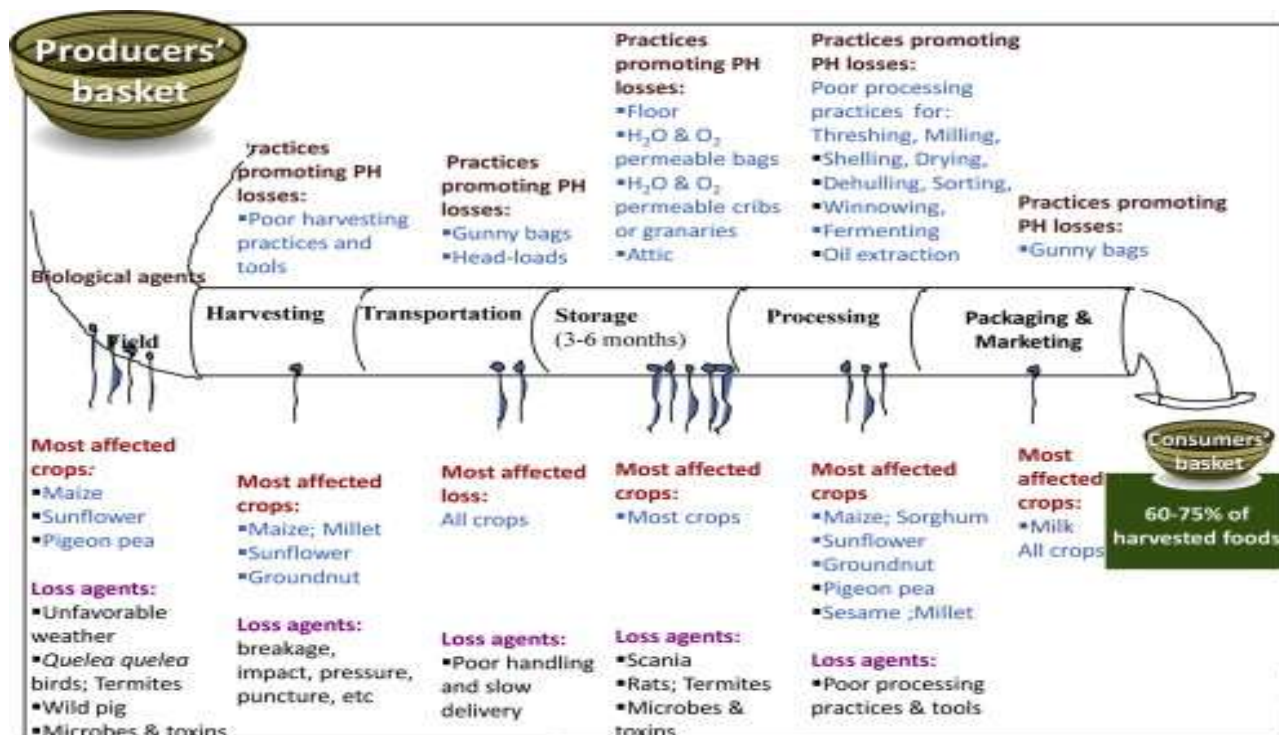 Producers'
basket
Biological agents
Field
Most affected
crops:
▪Maize
▪Sunflower
▪Pigeon pea
Loss agents:
▪Unfavorable
weather
▪Quelea quelea
birds; Termites
▪Wild pig
▪Microbes & toxins
ractices
promoting PH
losses:
▪Poor harvesting
practices and
tools
Harvesting
Most affected
crops:
▪Maize; Millet
▪Sunflower
▪Groundnut
Loss agents:
breakage,
impact, pressure,
puncture, etc
Practices
promoting PH
losses:
▪Gunny bags
▪Head-loads
Transportation
Most affected
loss:
All crops
Loss agents:
▪Poor handling
and slow
delivery
Practices
promoting PH
losses:
▪Floor
▪H₂O & O₂
permeable bags
▪H₂O & O₂
permeable cribs
or granaries
▪Attic
Storage
(3-6 months)
Most affected
crops:
▪Most crops
Loss agents:
▪Scania
▪Rats; Termites
▪Microbes &
toxins
Practices promoting
PH losses:
Poor processing
practices for:
Threshing, Milling,
▪Shelling, Drying,
▪Dehulling, Sorting,
▪Winnowing,
▪Fermenting
▪Oil extraction
Processing
Most affected
crops
▪Maize; Sorghum
▪Sunflower
▪Groundnut
▪Pigeon pea
▪Sesame ;Millet
Loss agents:
▪Poor processing
practices & tools
Practices promoting
PH losses:
▪Gunny bags
Packaging &
Marketing
Most
affected
crops:
▪Milk
All crops
Consumers'
basket
60-75% of
harvested foods